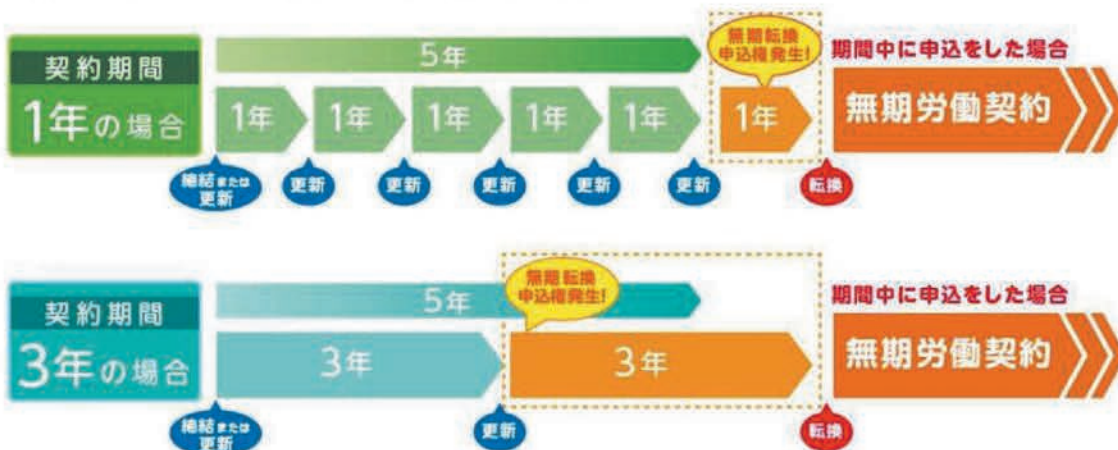 契約期間
1年の場合
5年
1年
1年
1年
1年
1年
無期転換
申込権発生!
1年
期間中に申込をした場合
無期労働契約
締結または
更新
更新
更新
更新
更新
更新
転換
契約期間
3年の場合
5年
無期転換
申込権発生!
3年
3年
期間中に申込をした場合
無期労働契約
締結または
更新
更新
転換